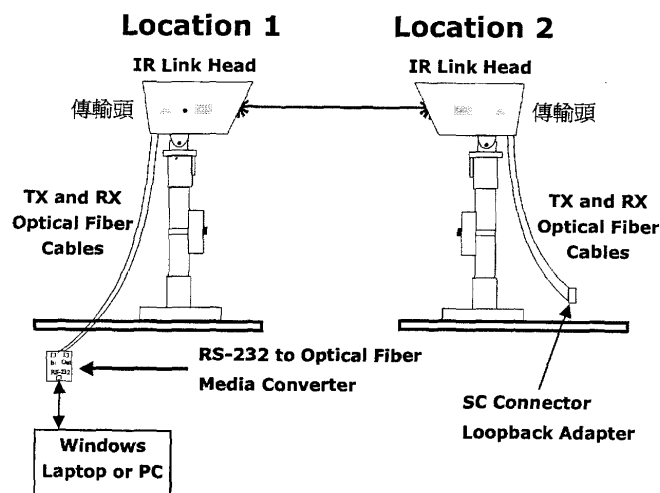 Location 1
Location 2
IR Link Head
IR Link Head
傳輸頭
傳輸頭
TX and RX
Optical Fiber
Cables
TX and RX
Optical Fiber
Cables
In Out
RS-232
RS-232 to Optical Fiber
Media Converter
SC Connector
Loopback Adapter
Windows
Laptop or PC